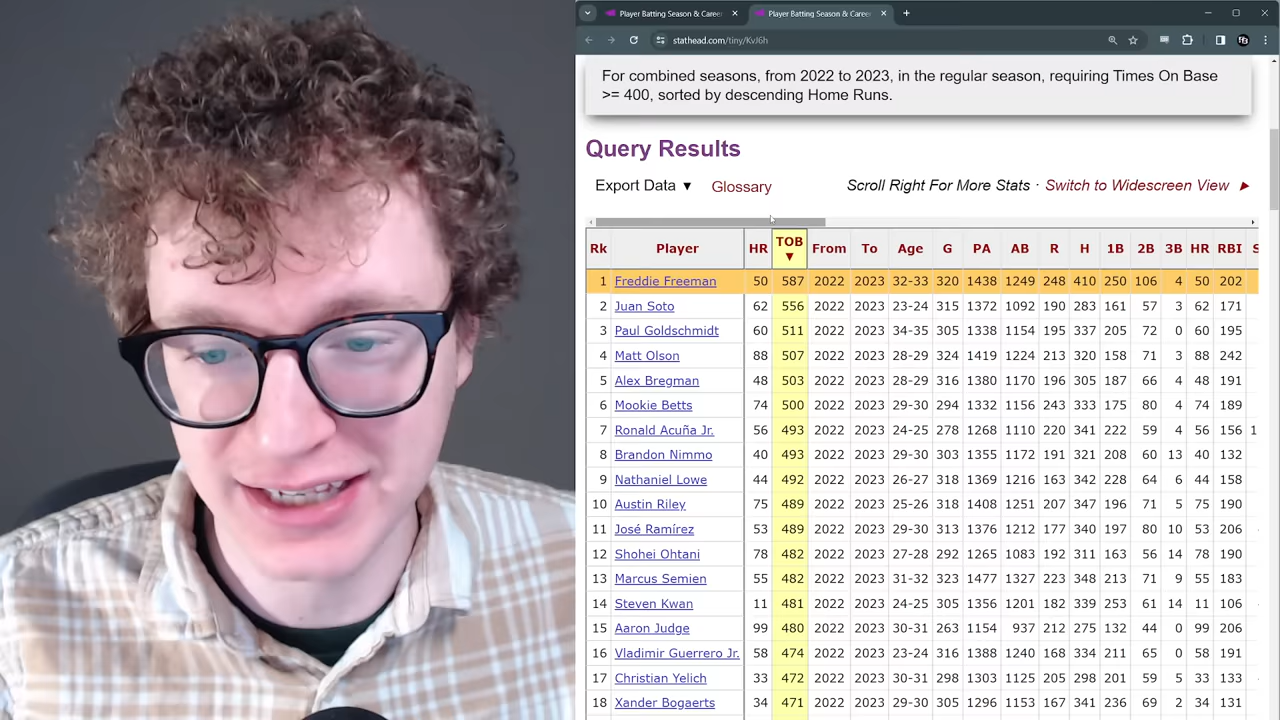 Player Batting Season & Career
Player Batting Season & Career
stathead.com/tiny/KvJ6h
For combined seasons, from 2022 to 2023, in the regular season, requiring Times On Base
>= 400, sorted by descending Home Runs.
Query Results
Export Data ▼ Glossary Scroll Right For More Stats · Switch to Widescreen View ►
Rk Player HR TOB ▼ From To Age G PA AB R H 1B 2B 3B HR RBI S
1 Freddie Freeman 50 587 2022 2023 32-33 320 1438 1249 248 410 250 106 4 50 202
2 Juan Soto 62 556 2022 2023 23-24 315 1372 1092 190 283 161 57 3 62 171
3 Paul Goldschmidt 60 511 2022 2023 34-35 305 1338 1154 195 337 205 72 0 60 195
4 Matt Olson 88 507 2022 2023 28-29 324 1419 1224 213 320 158 71 3 88 242
5 Alex Bregman 48 503 2022 2023 28-29 316 1380 1170 196 305 187 66 4 48 191
6 Mookie Betts 74 500 2022 2023 29-30 294 1332 1156 243 333 175 80 4 74 189
7 Ronald Acuña Jr. 56 493 2022 2023 24-25 278 1268 1110 220 341 222 59 4 56 156 1
8 Brandon Nimmo 40 493 2022 2023 29-30 303 1355 1172 191 321 208 60 13 40 132
9 Nathaniel Lowe 44 492 2022 2023 26-27 318 1369 1216 163 342 228 64 6 44 158
10 Austin Riley 75 489 2022 2023 25-26 318 1408 1251 207 347 196 71 5 75 190
11 José Ramírez 53 489 2022 2023 29-30 313 1376 1212 177 340 197 80 10 53 206
12 Shohei Ohtani 78 482 2022 2023 27-28 292 1265 1083 192 311 163 56 14 78 190
13 Marcus Semien 55 482 2022 2023 31-32 323 1477 1327 223 348 213 71 9 55 183
14 Steven Kwan 11 481 2022 2023 24-25 305 1356 1201 182 339 253 61 14 11 106
15 Aaron Judge 99 480 2022 2023 30-31 263 1154 937 212 275 132 44 0 99 206
16 Vladimir Guerrero Jr. 58 474 2022 2023 23-24 316 1388 1240 168 334 211 65 0 58 191
17 Christian Yelich 33 472 2022 2023 30-31 298 1303 1125 205 298 201 59 5 33 133
18 Xander Bogaerts 34 471 2022 2023 29-30 305 1296 1153 167 341 236 69 2 34 131